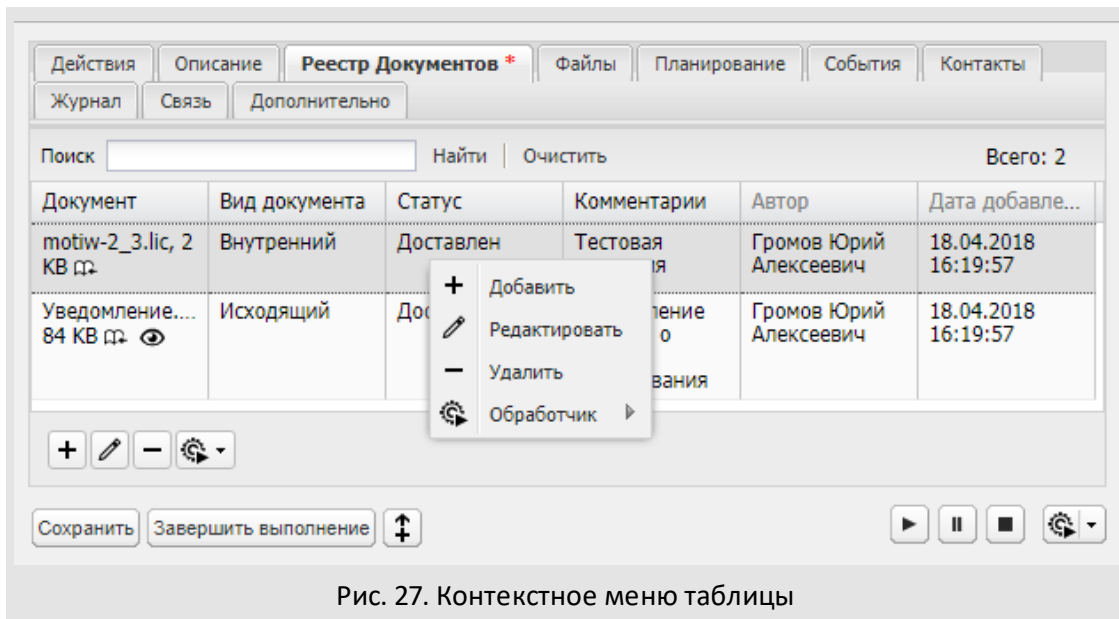 Действия Описание Реестр Документов * Файлы Планирование События Контакты
Журнал Связь Дополнительно
Поиск Найти Очистить Всего: 2
Документ Вид документа Статус Комментарии Автор Дата добавле...
motiw-2_3.lic, 2 Внутренний Доставлен Тестовая Громов Юрий 18.04.2018
KB Алексеевич 16:19:57
Добавить
Уведомление.... Исходящий Громов Юрий 18.04.2018
84 KB Редактировать о Алексеевич 16:19:57
Удалить
Обработчик
Сохранить Завершить выполнение
Рис. 27. Контекстное меню таблицы